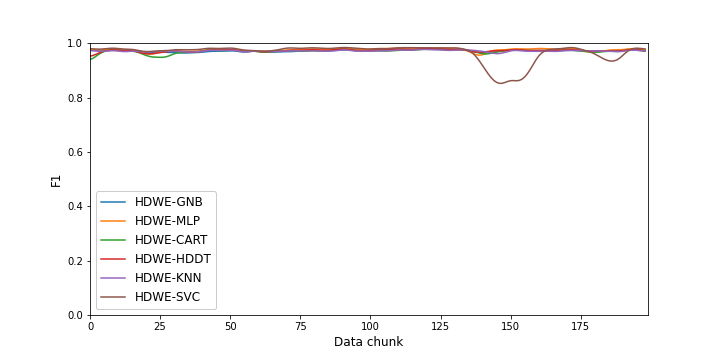 1.0
0.8
0.6
0.4
0.2
0.0
F1
HDWE-GNB
HDWE-MLP
HDWE-CART
HDWE-HDDT
HDWE-KNN
HDWE-SVC
0 25 50 75 100 125 150 175
Data chunk